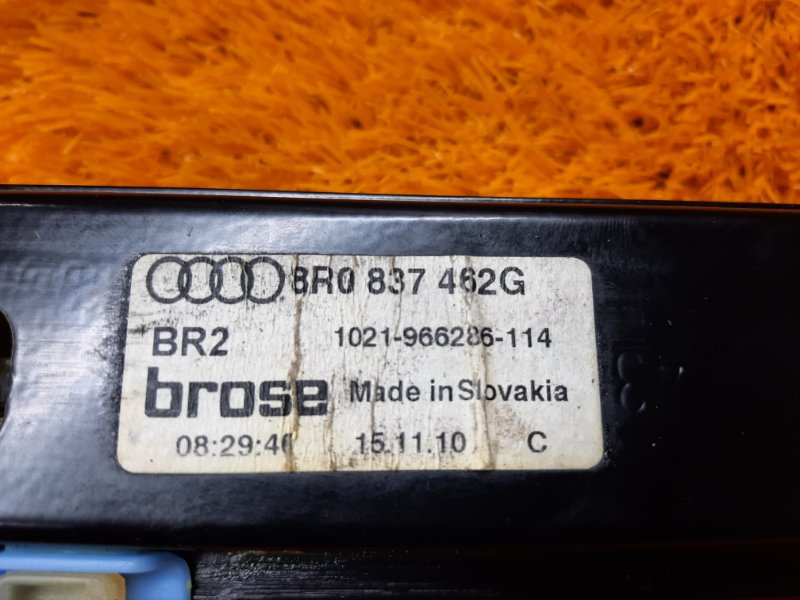 8R0 837 462G
BR2 1021-966286-114
brose Made in Slovakia
08:29:46 15.11.10 C